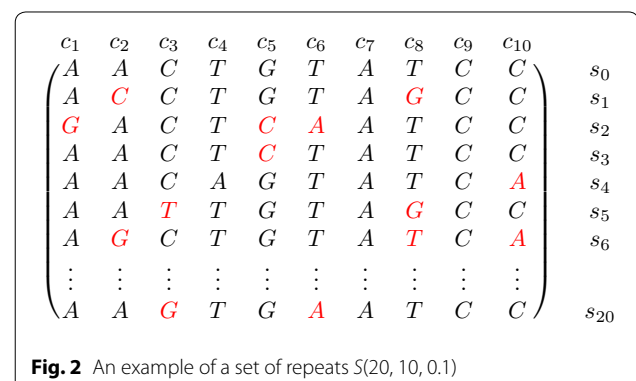 c1 c2 c3 c4 c5 c6 c7 c8 c9 c10
A A C T G T A T C C s0
A C C T G T A G C C s1
G A C T C A A T C C s2
A A C T C T A T C C s3
A A C A G T A T C A s4
A A T T G T A G C C s5
A G C T G T A T C A s6
⋮ ⋮ ⋮ ⋮ ⋮ ⋮ ⋮ ⋮ ⋮ ⋮
A A G T G A A T C C s20
Fig. 2 An example of a set of repeats S(20, 10, 0.1)